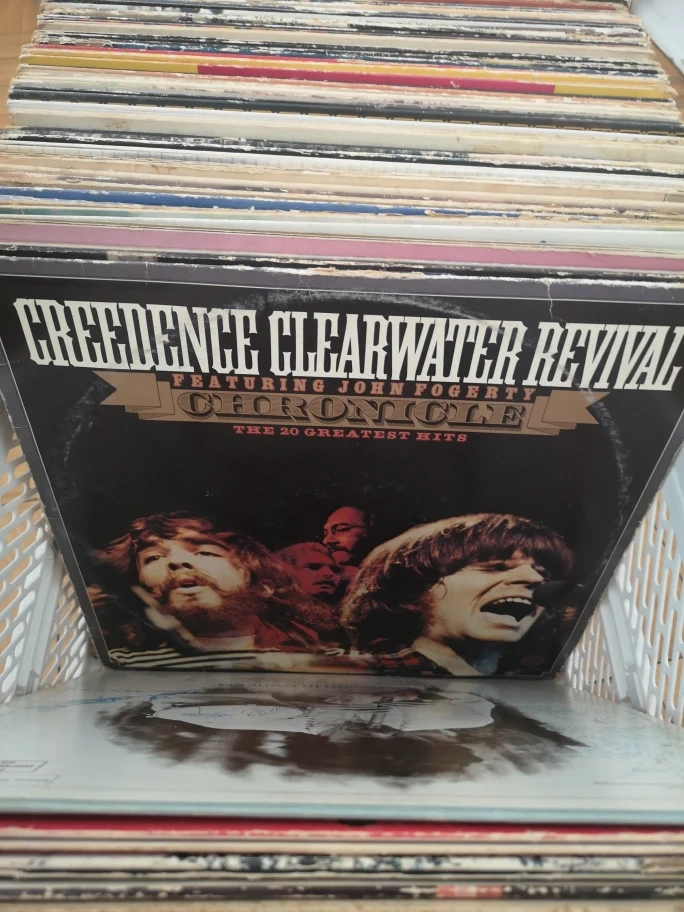 CREEDENCE CLEARWATER REVIVAL
FEATURING JOHN FOGERTY
CHRONICLE
THE 20 GREATEST HITS